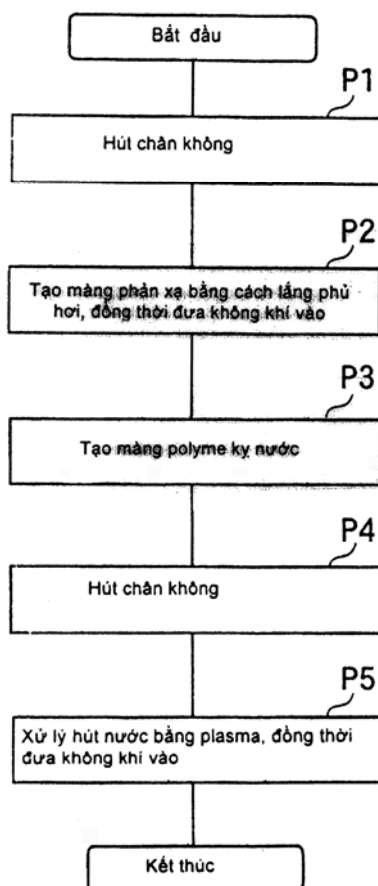 Bắt đầu
P1
Hút chân không
P2
Tạo màng phản xạ bằng cách lắng phủ
hơi, đồng thời đưa không khí vào
P3
Tạo màng polyme kỵ nước
P4
Hút chân không
P5
Xử lý hút nước bằng plasma, đồng thời
đưa không khí vào
Kết thúc